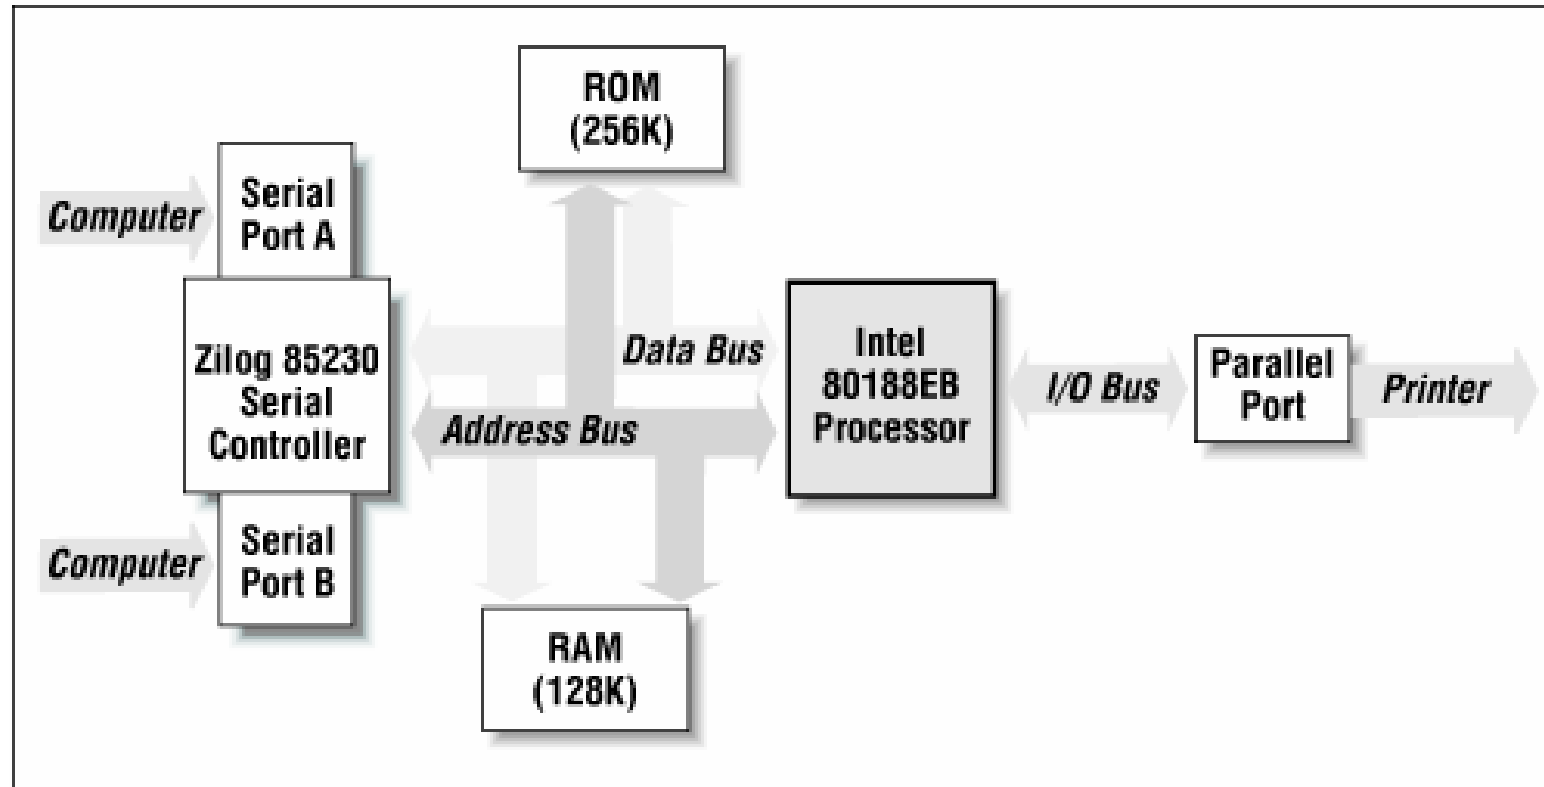 ROM
(256K)
Computer
Serial
Port A
Zilog 85230
Serial
Controller
Data Bus
Address Bus
Intel
80188EB
Processor
I/O Bus
Parallel
Port
Printer
Computer
Serial
Port B
RAM
(128K)